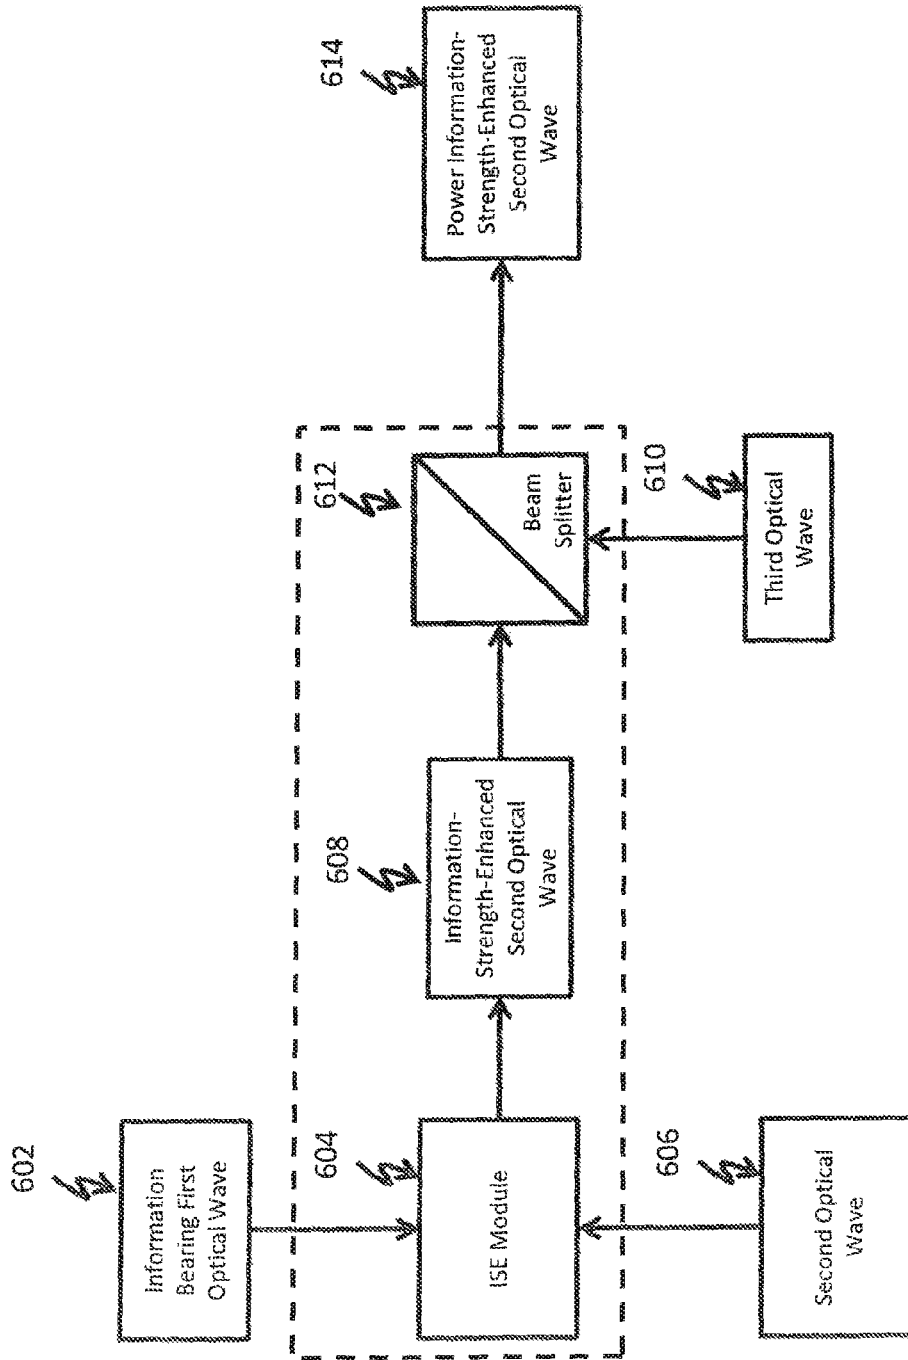 602
Information
Bearing First
Optical Wave
604
ISE Module
606
Second Optical
Wave
608
Information-
Strength-Enhanced
Second Optical
Wave
612
Beam
Splitter
610
Third Optical
Wave
614
Power Information-
Strength-Enhanced
Second Optical
Wave